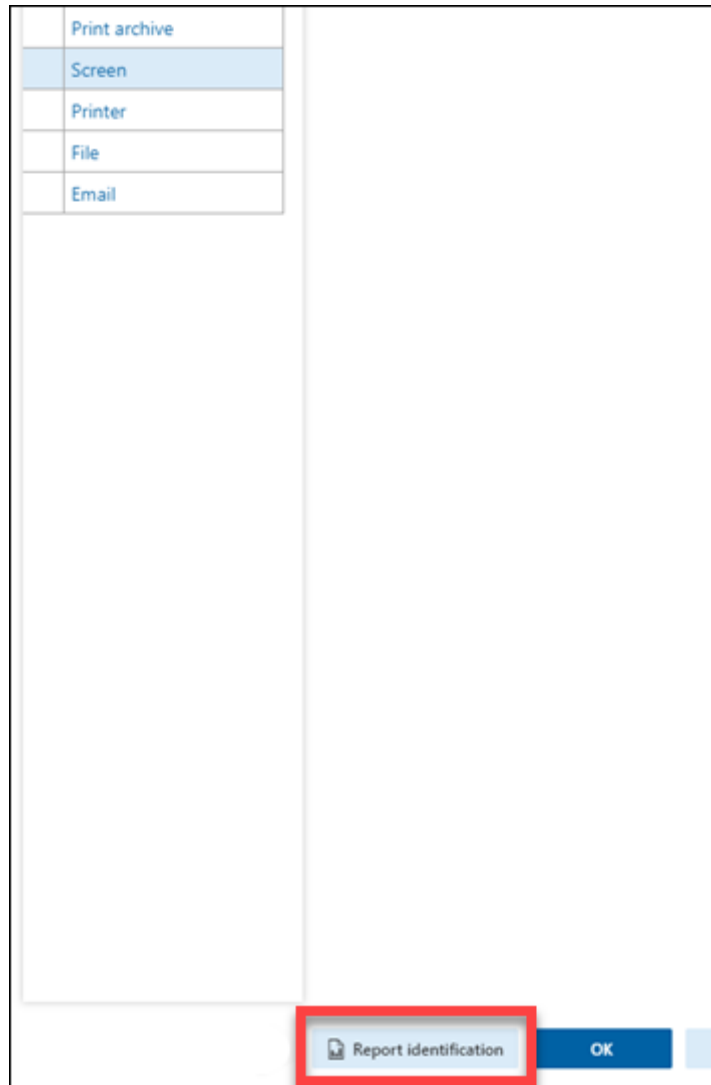 Print archive
Screen
Printer
File
Email
Report identification
OK